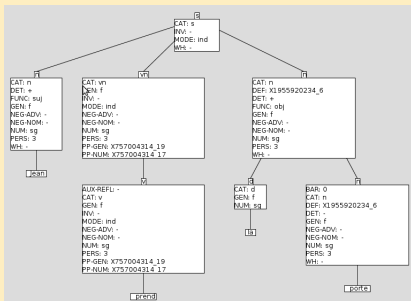 s
CAT: s
INV: -
MODE: ind
WH: -
n
CAT: n
DET: +
FUNC: suj
GEN: f
NEG-ADV: -
NEG-NOM: -
NUM: sg
PERS: 3
WH: -
jean
vn
CAT: vn
GEN: f
INV: -
MODE: ind
NEG-ADV: -
NEG-NOM: -
NUM: sg
PERS: 3
PP-GEN: X757004314_19
PP-NUM: X757004314_17
v
AUX-REFL: -
CAT: v
GEN: f
INV: -
MODE: ind
NEG-ADV: -
NEG-NOM: -
NUM: sg
PERS: 3
PP-GEN: X757004314_19
PP-NUM: X757004314_17
prend
n
CAT: n
DEF: X1955920234_6
DET: +
FUNC: obj
GEN: f
NEG-ADV: -
NEG-NOM: -
NUM: sg
PERS: 3
WH: -
d
CAT: d
GEN: f
NUM: sg
la
n
BAR: 0
CAT: n
DEF: X1955920234_6
DET: -
GEN: f
NEG-ADV: -
NEG-NOM: -
NUM: sg
PERS: 3
WH: -
porte